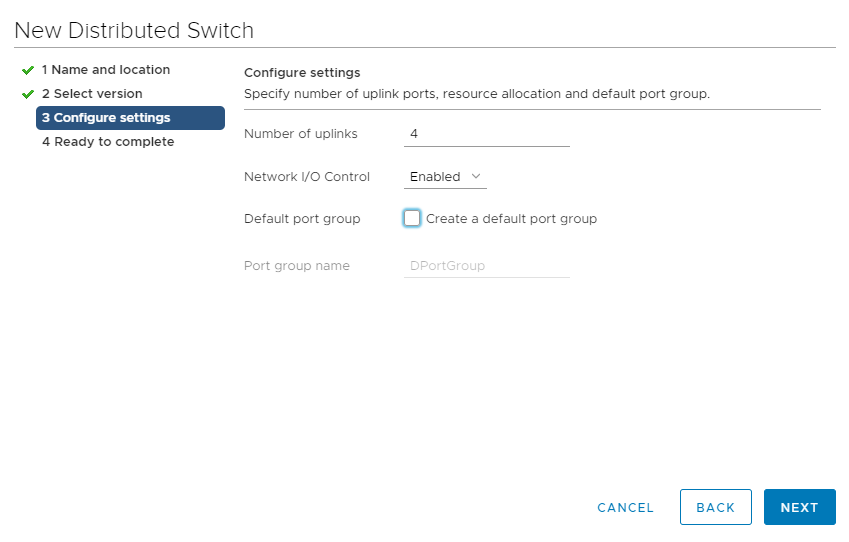 New Distributed Switch
1 Name and location
2 Select version
3 Configure settings
4 Ready to complete
Configure settings
Specify number of uplink ports, resource allocation and default port group.
Number of uplinks 4
Network I/O Control Enabled
Default port group Create a default port group
Port group name DPortGroup
CANCEL BACK NEXT